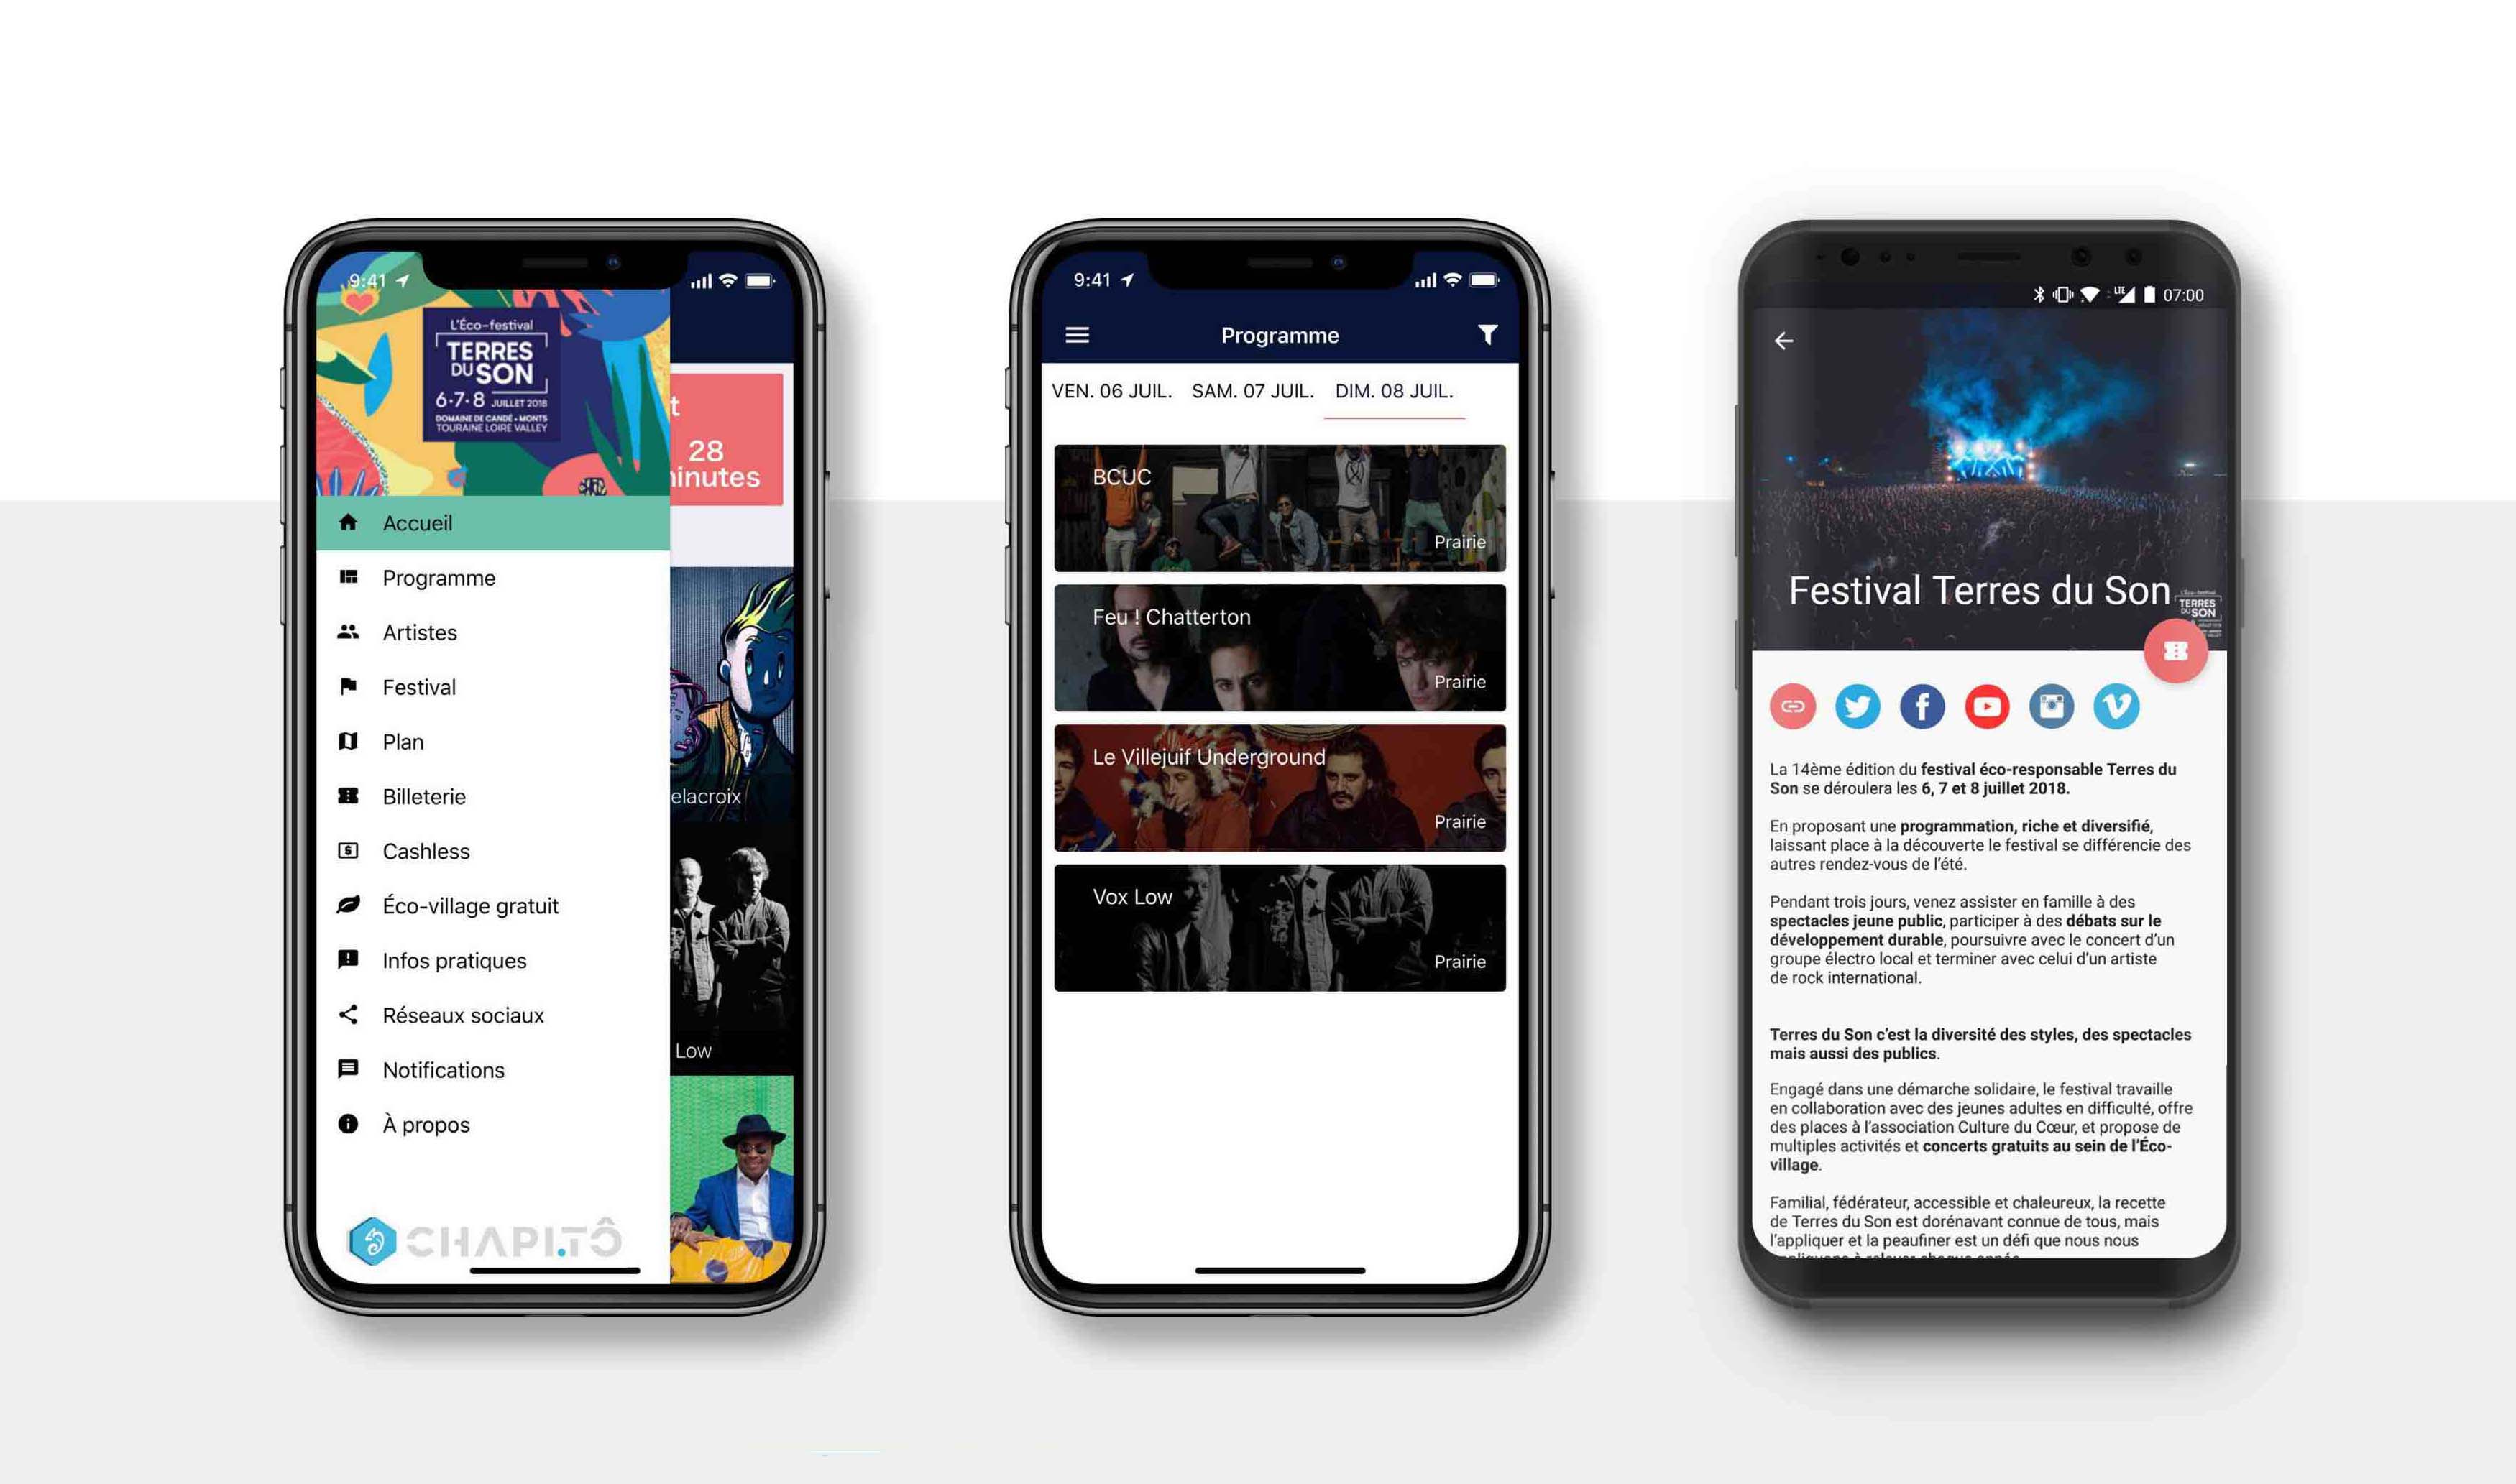 9:41
L'Éco-festival
TERRES
DU SON
6·7·8 JUILLET 2018
DOMAINE DE CANDÉ • MONTS
TOURAINE LOIRE VALLEY
t
28
inutes
Accueil
Programme
Artistes
Festival
Plan
Billeterie
elacroix
Cashless
Éco-village gratuit
Infos pratiques
Réseaux sociaux
Low
Notifications
À propos
CHAPI.TÔ
9:41
Programme
VEN. 06 JUIL. SAM. 07 JUIL. DIM. 08 JUIL.
BCUC
Prairie
Feu ! Chatterton
Prairie
Le Villejuif Underground
Prairie
Vox Low
Prairie
LTE 07:00
Festival Terres du Son
L'Éco-festival
TERRES
DU SON
La 14ème édition du festival éco-responsable Terres du
Son se déroulera les 6, 7 et 8 juillet 2018.
En proposant une programmation, riche et diversifié,
laissant place à la découverte le festival se différencie des
autres rendez-vous de l'été.
Pendant trois jours, venez assister en famille à des
spectacles jeune public, participer à des débats sur le
développement durable, poursuivre avec le concert d'un
groupe électro local et terminer avec celui d'un artiste
de rock international.
Terres du Son c'est la diversité des styles, des spectacles
mais aussi des publics.
Engagé dans une démarche solidaire, le festival travaille
en collaboration avec des jeunes adultes en difficulté, offre
des places à l'association Culture du Cœur, et propose de
multiples activités et concerts gratuits au sein de l'Éco-
village.
Familial, fédérateur, accessible et chaleureux, la recette
de Terres du Son est dorénavant connue de tous, mais
l'appliquer et la peaufiner est un défi que nous nous